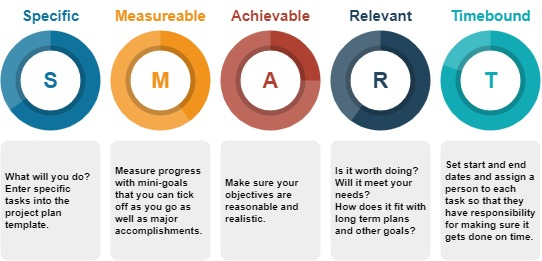 Specific
Measureable
Achievable
Relevant
Timebound
S
M
A
R
T
What will you do?
Enter specific
tasks into the
project plan
template.
Measure progress
with mini-goals
that you can tick
off as you go as
well as major
accomplishments.
Make sure your
objectives are
reasonable and
realistic.
Is it worth doing?
Will it meet your
needs?
How does it fit with
long term plans
and other goals?
Set start and end
dates and assign a
person to each
task so that they
have responsibility
for making sure it
gets done on time.